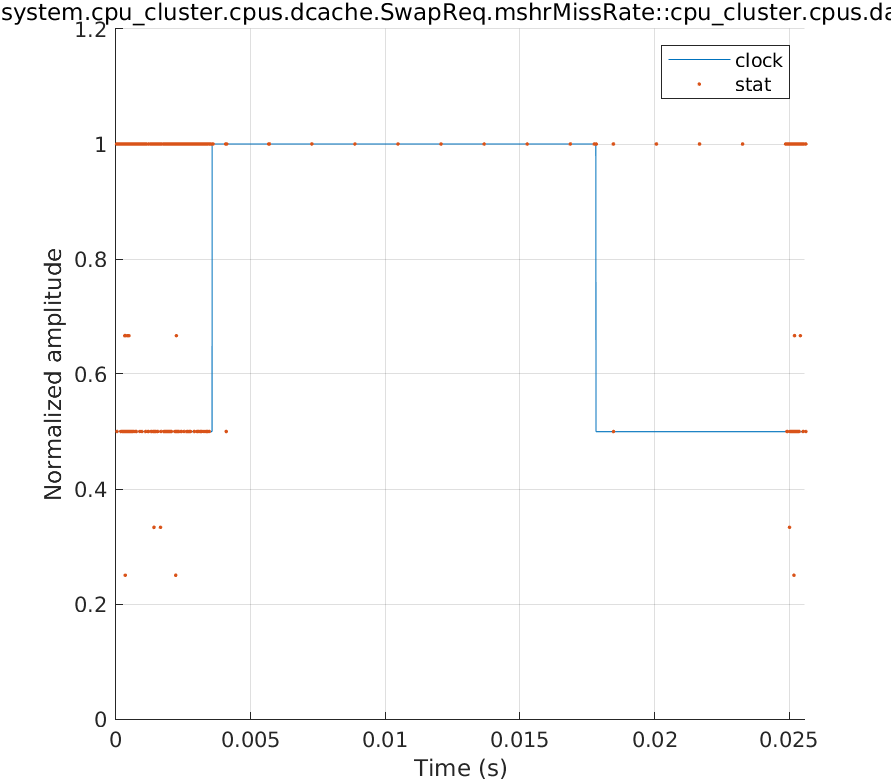 system.cpu_cluster.cpus.dcache.SwapReq.mshrMissRate::cpu_cluster.cpus.da
1.2
1
0.8
0.6
0.4
0.2
0
Normalized amplitude
clock
stat
0 0.005 0.01 0.015 0.02 0.025
Time (s)